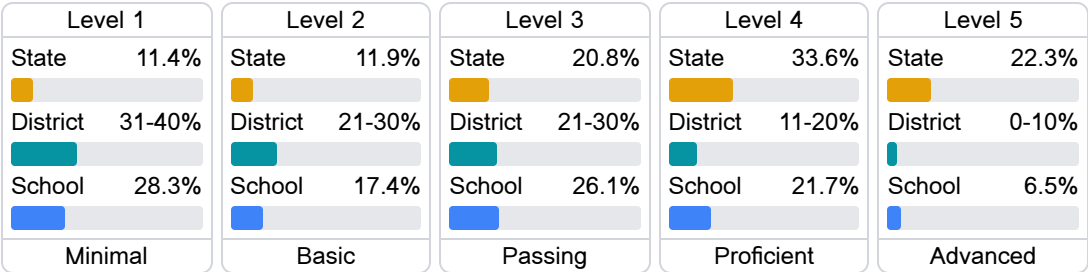 Level 1
State 11.4%
District 31-40%
School 28.3%
Minimal
Level 2
State 11.9%
District 21-30%
School 17.4%
Basic
Level 3
State 20.8%
District 21-30%
School 26.1%
Passing
Level 4
State 33.6%
District 11-20%
School 21.7%
Proficient
Level 5
State 22.3%
District 0-10%
School 6.5%
Advanced